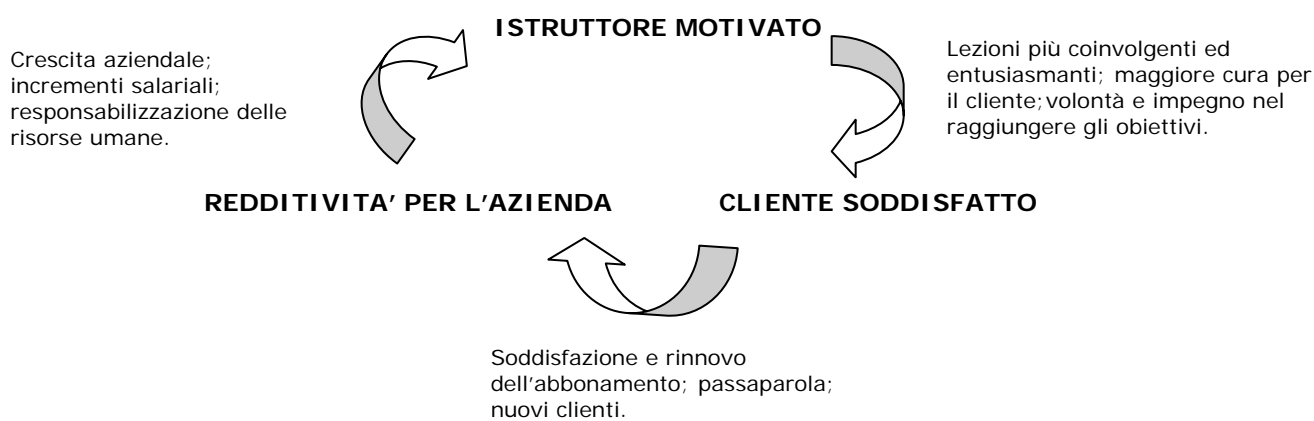 ISTRUTTORE MOTIVATO
Lezioni più coinvolgenti ed
entusiasmanti; maggiore cura per
il cliente; volontà e impegno nel
raggiungere gli obiettivi.
CLIENTE SODDISFATTO
Soddisfazione e rinnovo
dell'abbonamento; passaparola;
nuovi clienti.
REDDITIVITA' PER L'AZIENDA
Crescita aziendale;
incrementi salariali;
responsabilizzazione delle
risorse umane.